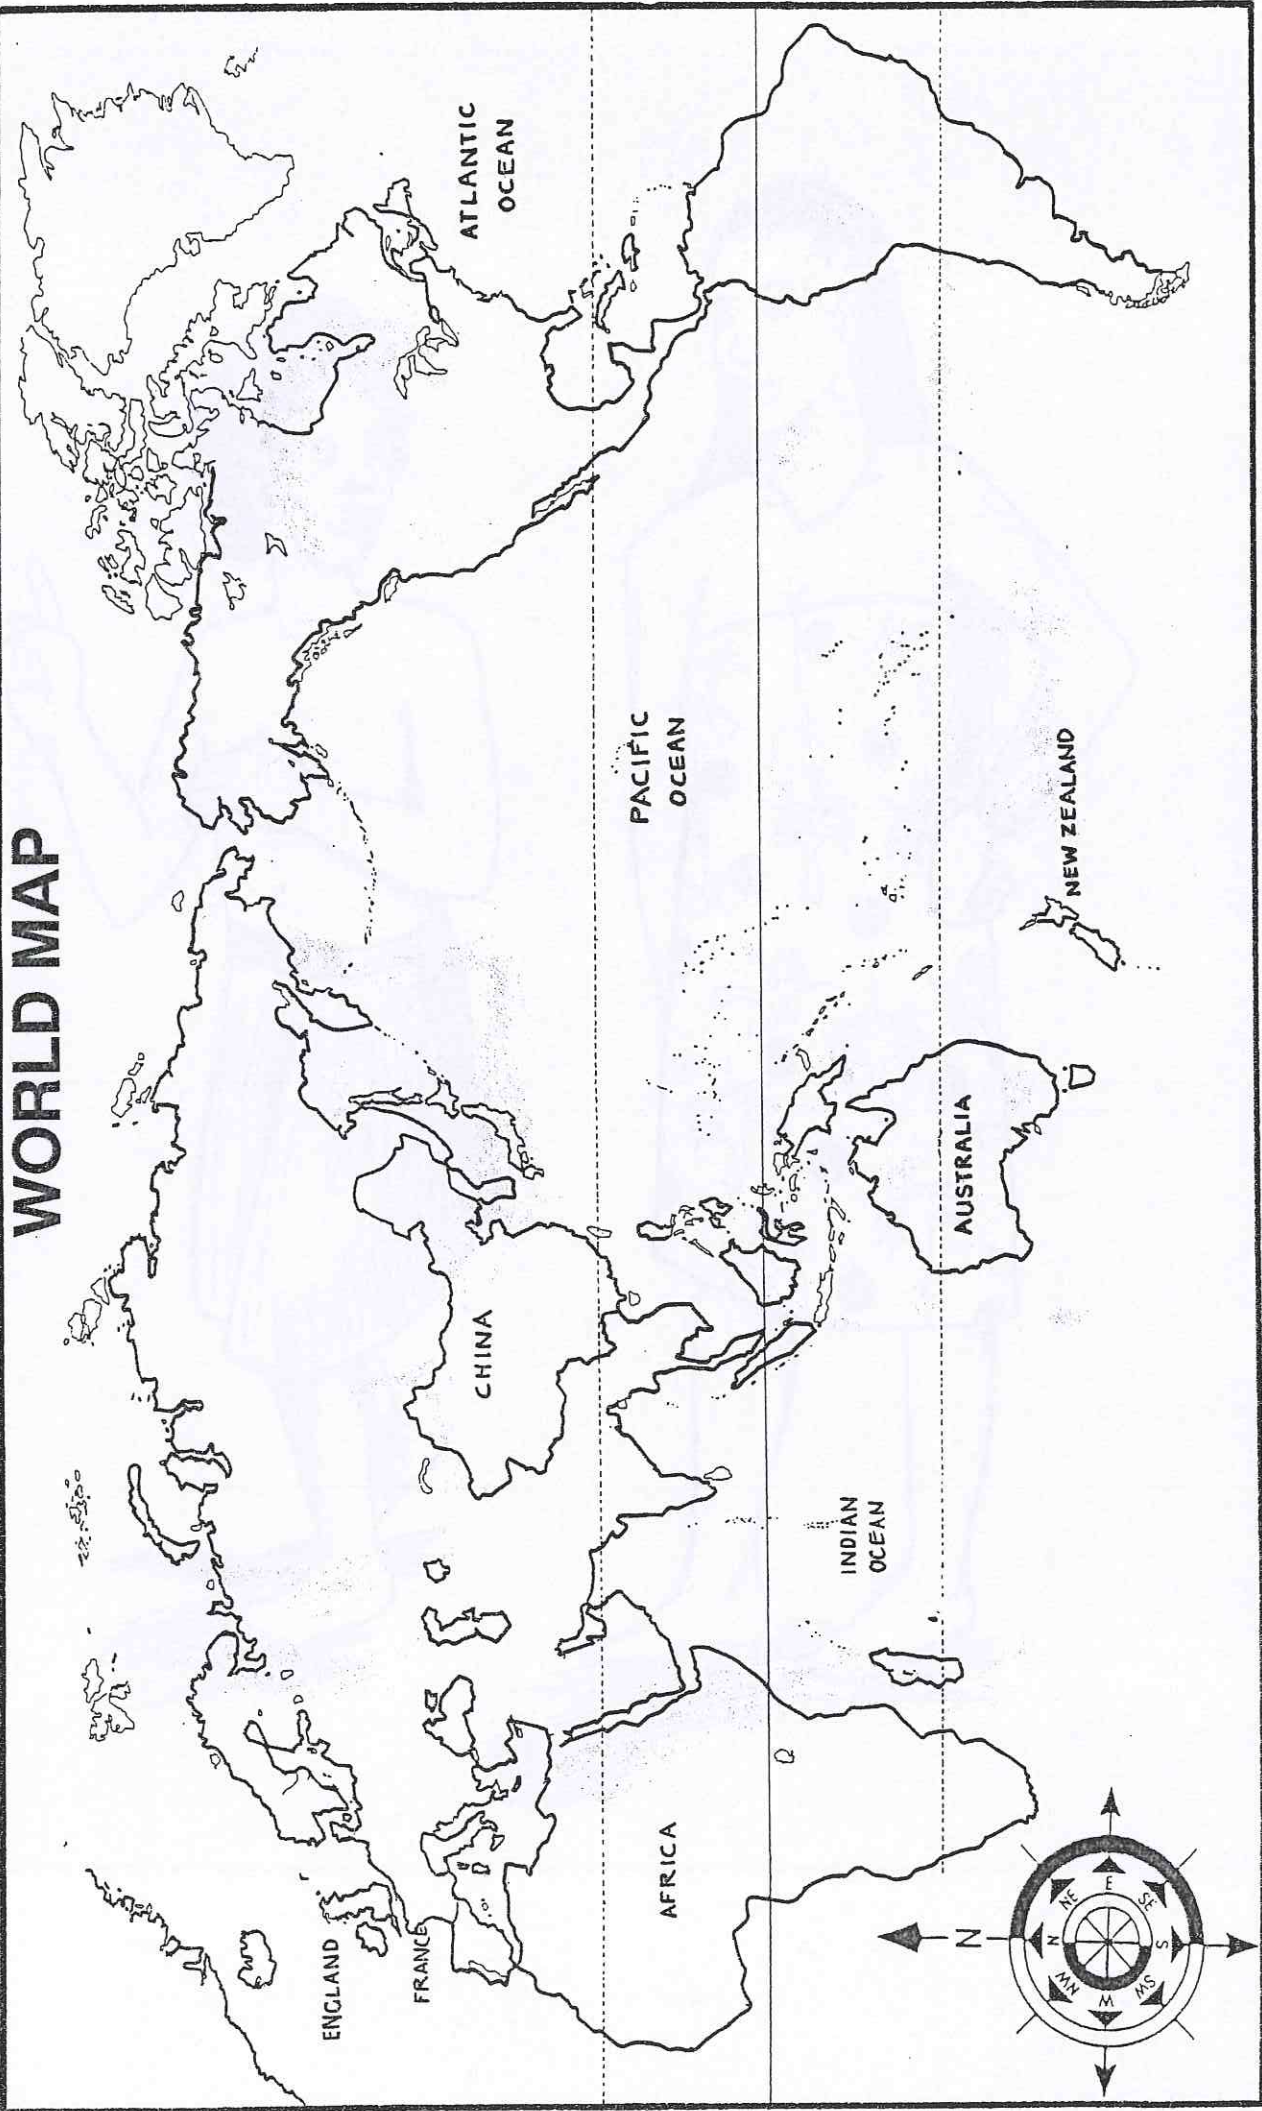 WORLD MAP
ENGLAND
FRANCE
CHINA
ATLANTIC
OCEAN
PACIFIC
OCEAN
AFRICA
INDIAN
OCEAN
AUSTRALIA
NEW ZEALAND
N
N
NE
E
SE
S
SW
W
NW